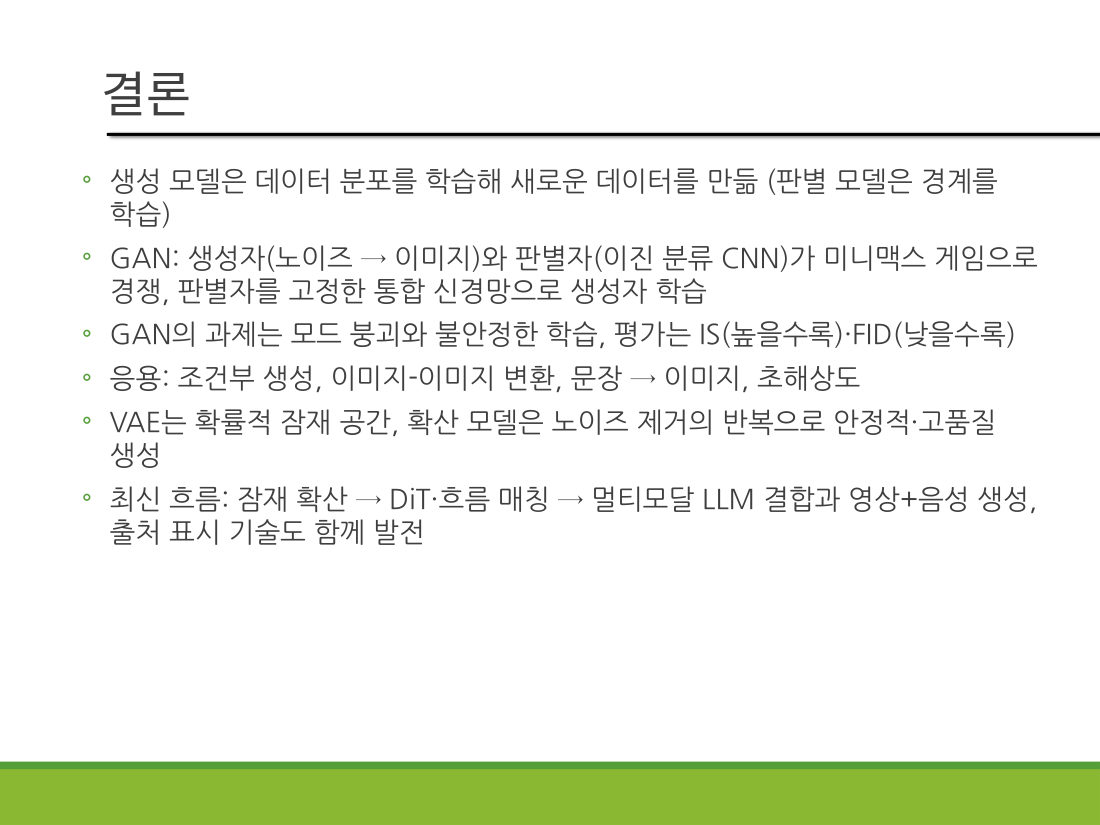 결론
◦ 생성 모델은 데이터 분포를 학습해 새로운 데이터를 만듦 (판별 모델은 경계를
학습)
◦ GAN: 생성자(노이즈 → 이미지)와 판별자(이진 분류 CNN)가 미니맥스 게임으로
경쟁, 판별자를 고정한 통합 신경망으로 생성자 학습
◦ GAN의 과제는 모드 붕괴와 불안정한 학습, 평가는 IS(높을수록)·FID(낮을수록)
◦ 응용: 조건부 생성, 이미지-이미지 변환, 문장 → 이미지, 초해상도
◦ VAE는 확률적 잠재 공간, 확산 모델은 노이즈 제거의 반복으로 안정적·고품질
생성
◦ 최신 흐름: 잠재 확산 → DiT·흐름 매칭 → 멀티모달 LLM 결합과 영상+음성 생성,
출처 표시 기술도 함께 발전